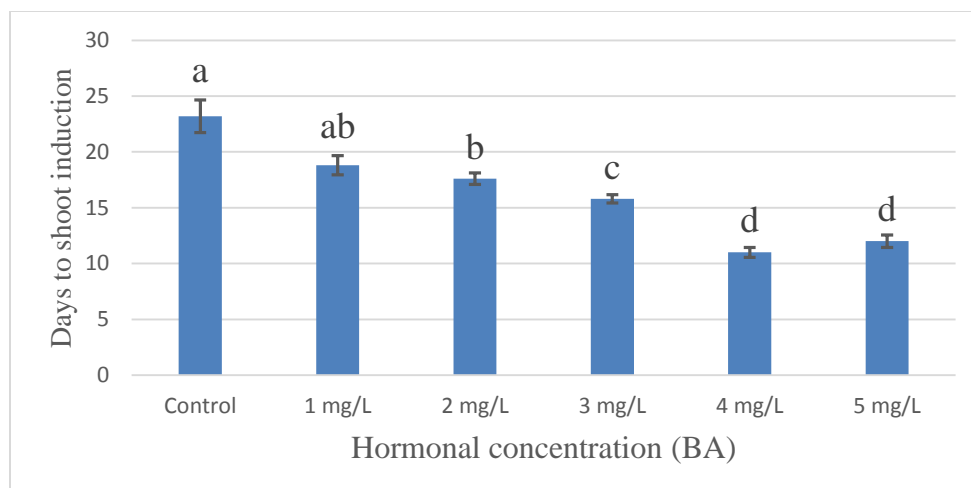 Days to shoot induction
30
25
20
15
10
5
0
a
ab
b
c
d
d
Control
1 mg/L
2 mg/L
3 mg/L
4 mg/L
5 mg/L
Hormonal concentration (BA)